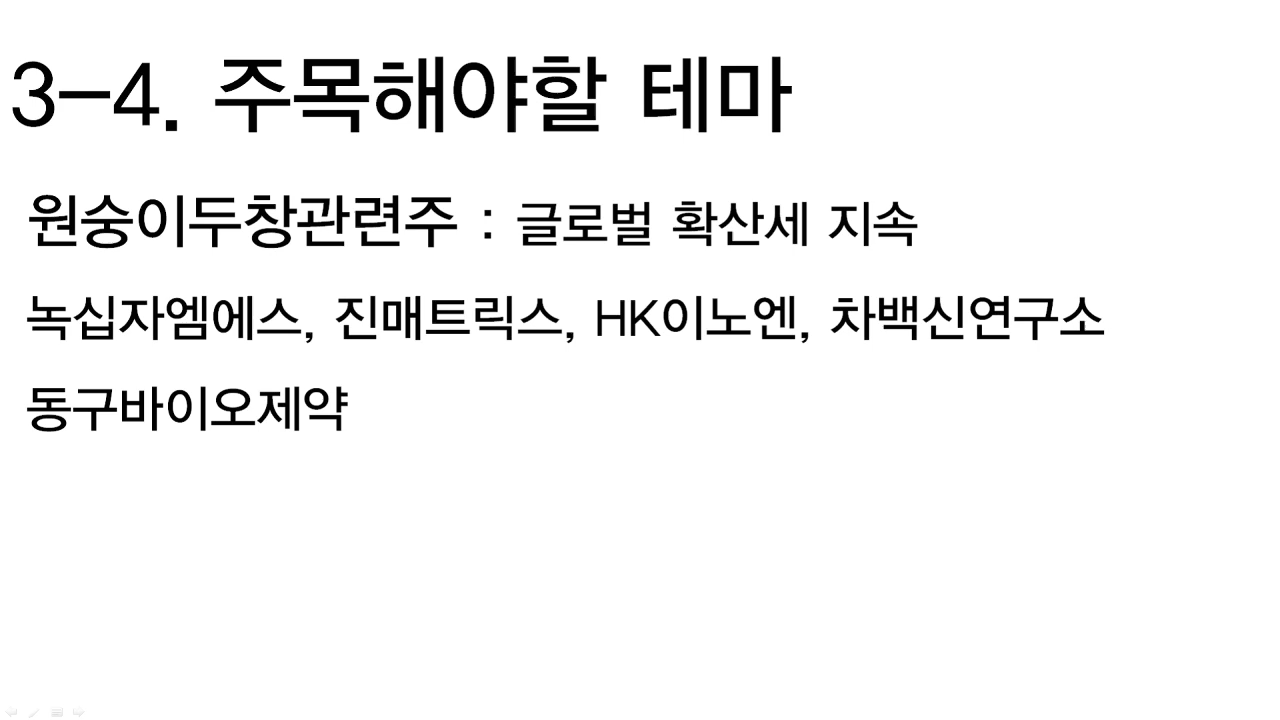 3-4. 주목해야할 테마
원숭이두창관련주 : 글로벌 확산세 지속
녹십자엠에스, 진매트릭스, HK이노엔, 차백신연구소
동구바이오제약